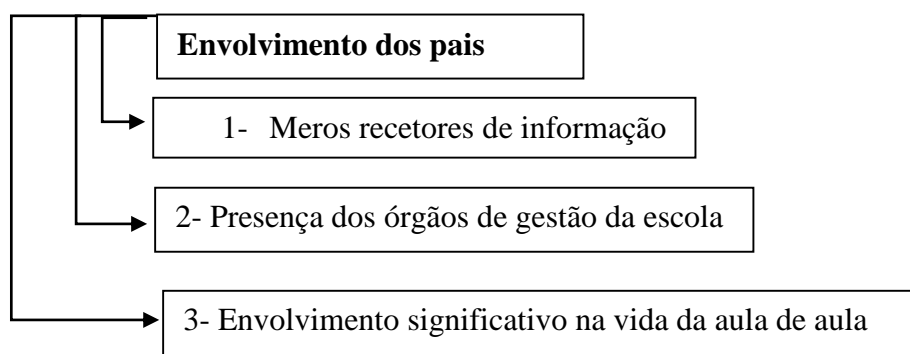 Envolvimento dos pais
1- Meros recetores de informação
2- Presença dos órgãos de gestão da escola
3- Envolvimento significativo na vida da aula de aula